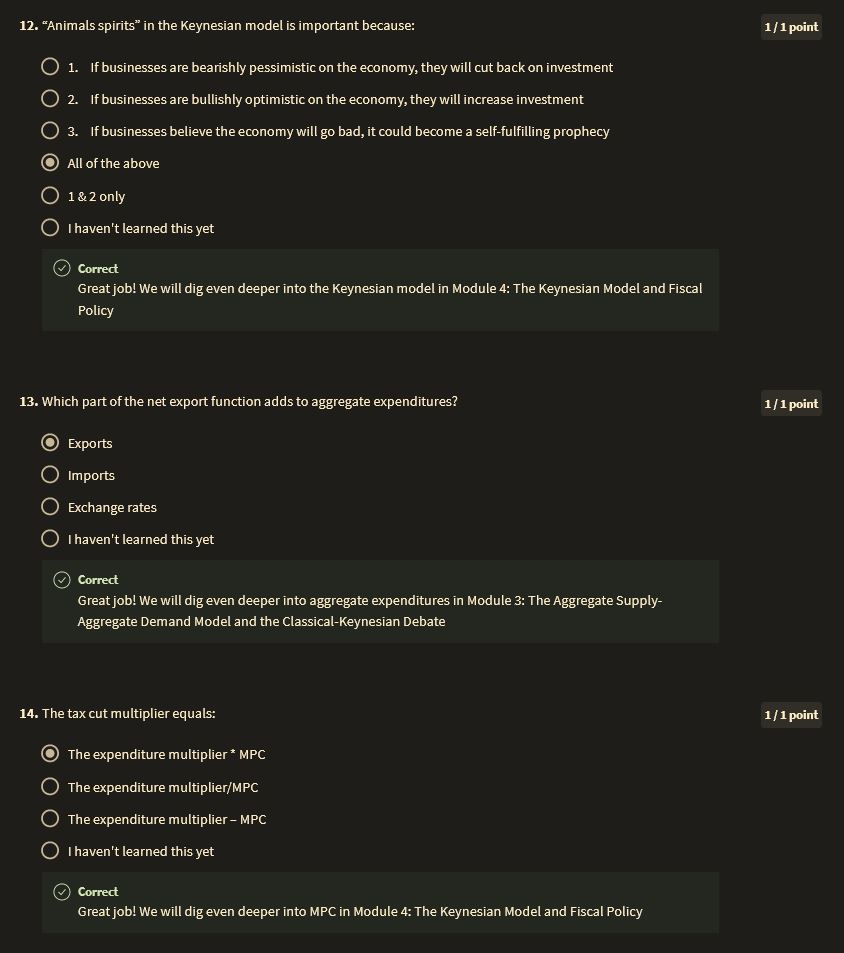 12. “Animals spirits” in the Keynesian model is important because:
1 / 1 point
1. If businesses are bearishly pessimistic on the economy, they will cut back on investment
2. If businesses are bullishly optimistic on the economy, they will increase investment
3. If businesses believe the economy will go bad, it could become a self-fulfilling prophecy
All of the above
1 & 2 only
I haven't learned this yet
Correct
Great job! We will dig even deeper into the Keynesian model in Module 4: The Keynesian Model and Fiscal
Policy
13. Which part of the net export function adds to aggregate expenditures?
1 / 1 point
Exports
Imports
Exchange rates
I haven't learned this yet
Correct
Great job! We will dig even deeper into aggregate expenditures in Module 3: The Aggregate Supply-
Aggregate Demand Model and the Classical-Keynesian Debate
14. The tax cut multiplier equals:
1 / 1 point
The expenditure multiplier * MPC
The expenditure multiplier/MPC
The expenditure multiplier – MPC
I haven't learned this yet
Correct
Great job! We will dig even deeper into MPC in Module 4: The Keynesian Model and Fiscal Policy